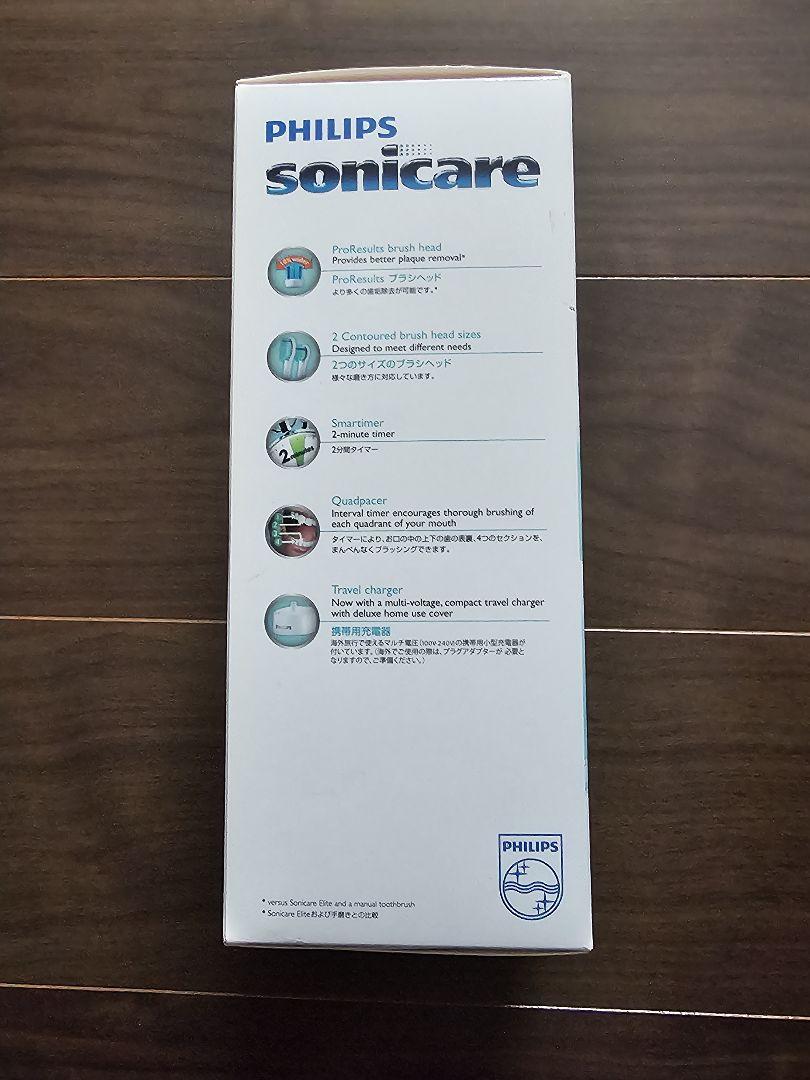 PHILIPS
sonicare
ProResults brush head
Provides better plaque removal*
ProResults ブラシヘッド
より多くの歯垢除去が可能です。*
2 Contoured brush head sizes
Designed to meet different needs
2つのサイズのブラシヘッド
様々な磨き方に対応しています。
2 minutes
Smartimer
2-minute timer
2分間タイマー
Quadpacer
Interval timer encourages thorough brushing of
each quadrant of your mouth
タイマーにより、お口の中の上下の歯の表裏、4つのセクションを、
まんべんなくブラッシングできます。
1
2
3
4
Travel charger
Now with a multi-voltage, compact travel charger
with deluxe home use cover
携帯用充電器
海外旅行で使えるマルチ電圧(100V-240V)の携帯用小型充電器が
付いています。(海外でご使用の際は、プラグアダプターが 必要と
なりますので、ご準備ください。)
PHILIPS
* versus Sonicare Elite and a manual toothbrush
* Sonicare Eliteおよび手磨きとの比較